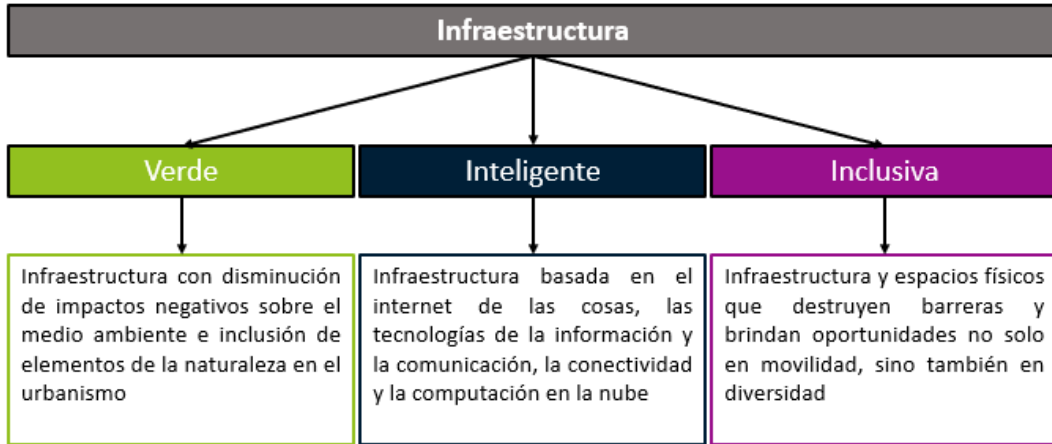 Infraestructura
Verde
Inteligente
Inclusiva
Infraestructura con disminución
de impactos negativos sobre el
medio ambiente e inclusión de
elementos de la naturaleza en el
urbanismo
Infraestructura basada en el
internet de las cosas, las
tecnologías de la información y
la comunicación, la conectividad
y la computación en la nube
Infraestructura y espacios físicos
que destruyen barreras y
brindan oportunidades no solo
en movilidad, sino también en
diversidad